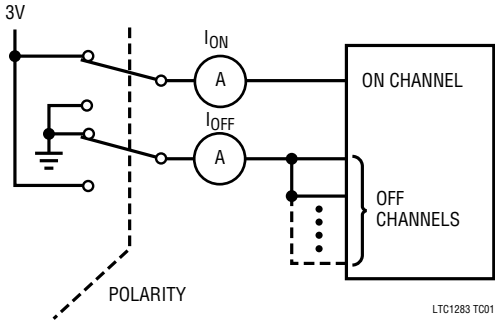 3V
ION
A
ON CHANNEL
IOFF
A
OFF
CHANNELS
POLARITY
LTC1283 TC01